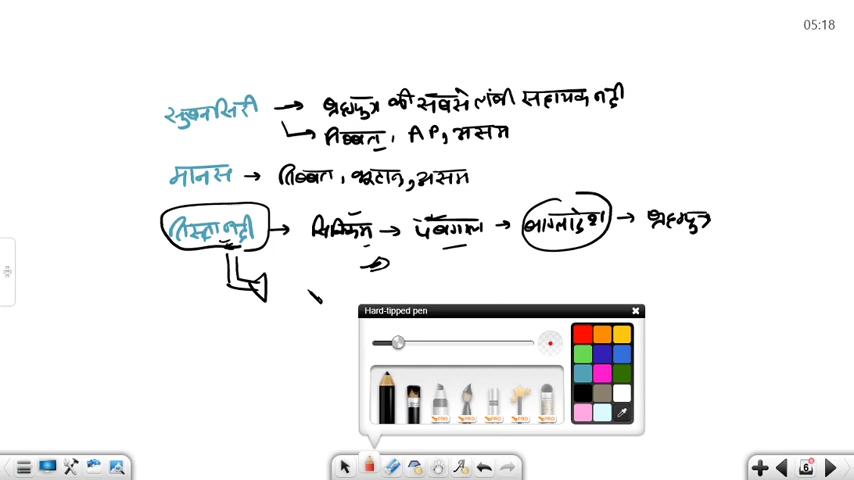 05:18
सुबनसिरी → ब्रह्मपुत्र की सबसे लंबी सहायक नदी
→ तिब्बत, AP, असम
मानस → तिब्बत, भूटान, असम
तिस्ता नदी → सिक्किम → पं बंगाल → बांग्लादेश → ब्रह्मपुत्र
Hard-tipped pen
PRO PRO PRO PRO PRO
6